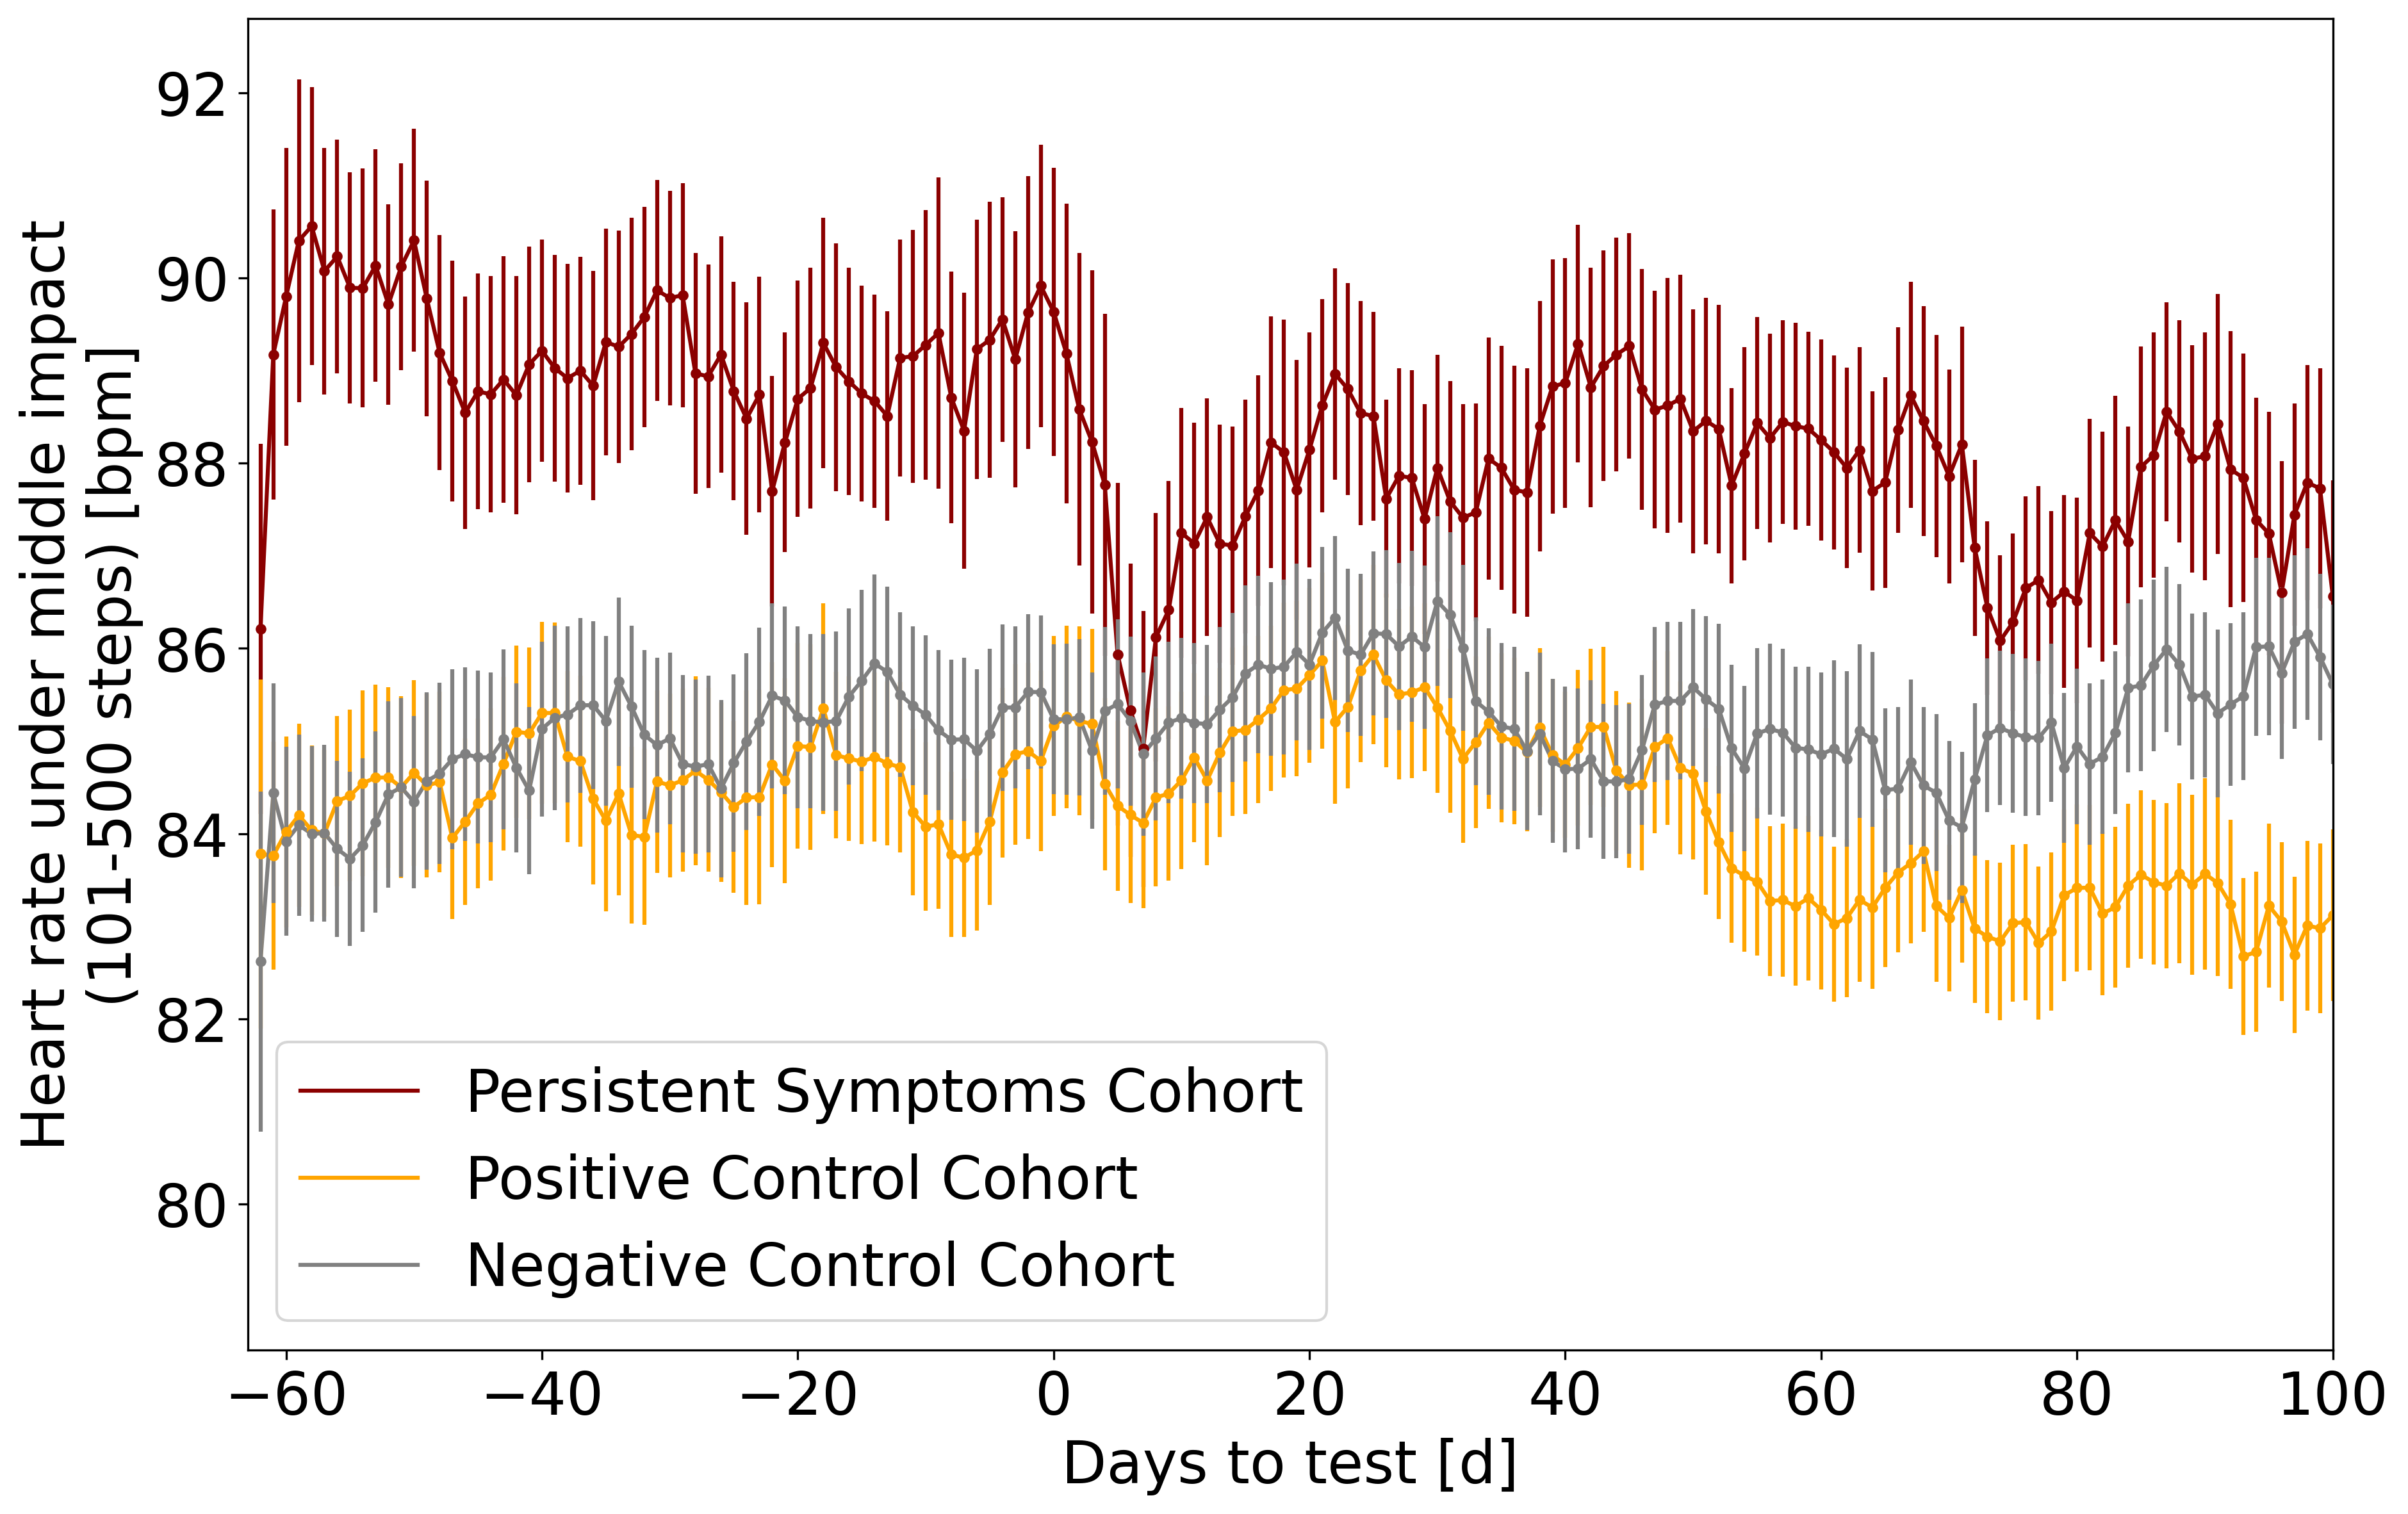 Heart rate under middle impact
(101-500 steps) [bpm]
92
90
88
86
84
82
80
Persistent Symptoms Cohort
Positive Control Cohort
Negative Control Cohort
−60 −40 −20 0 20 40 60 80 100
Days to test [d]